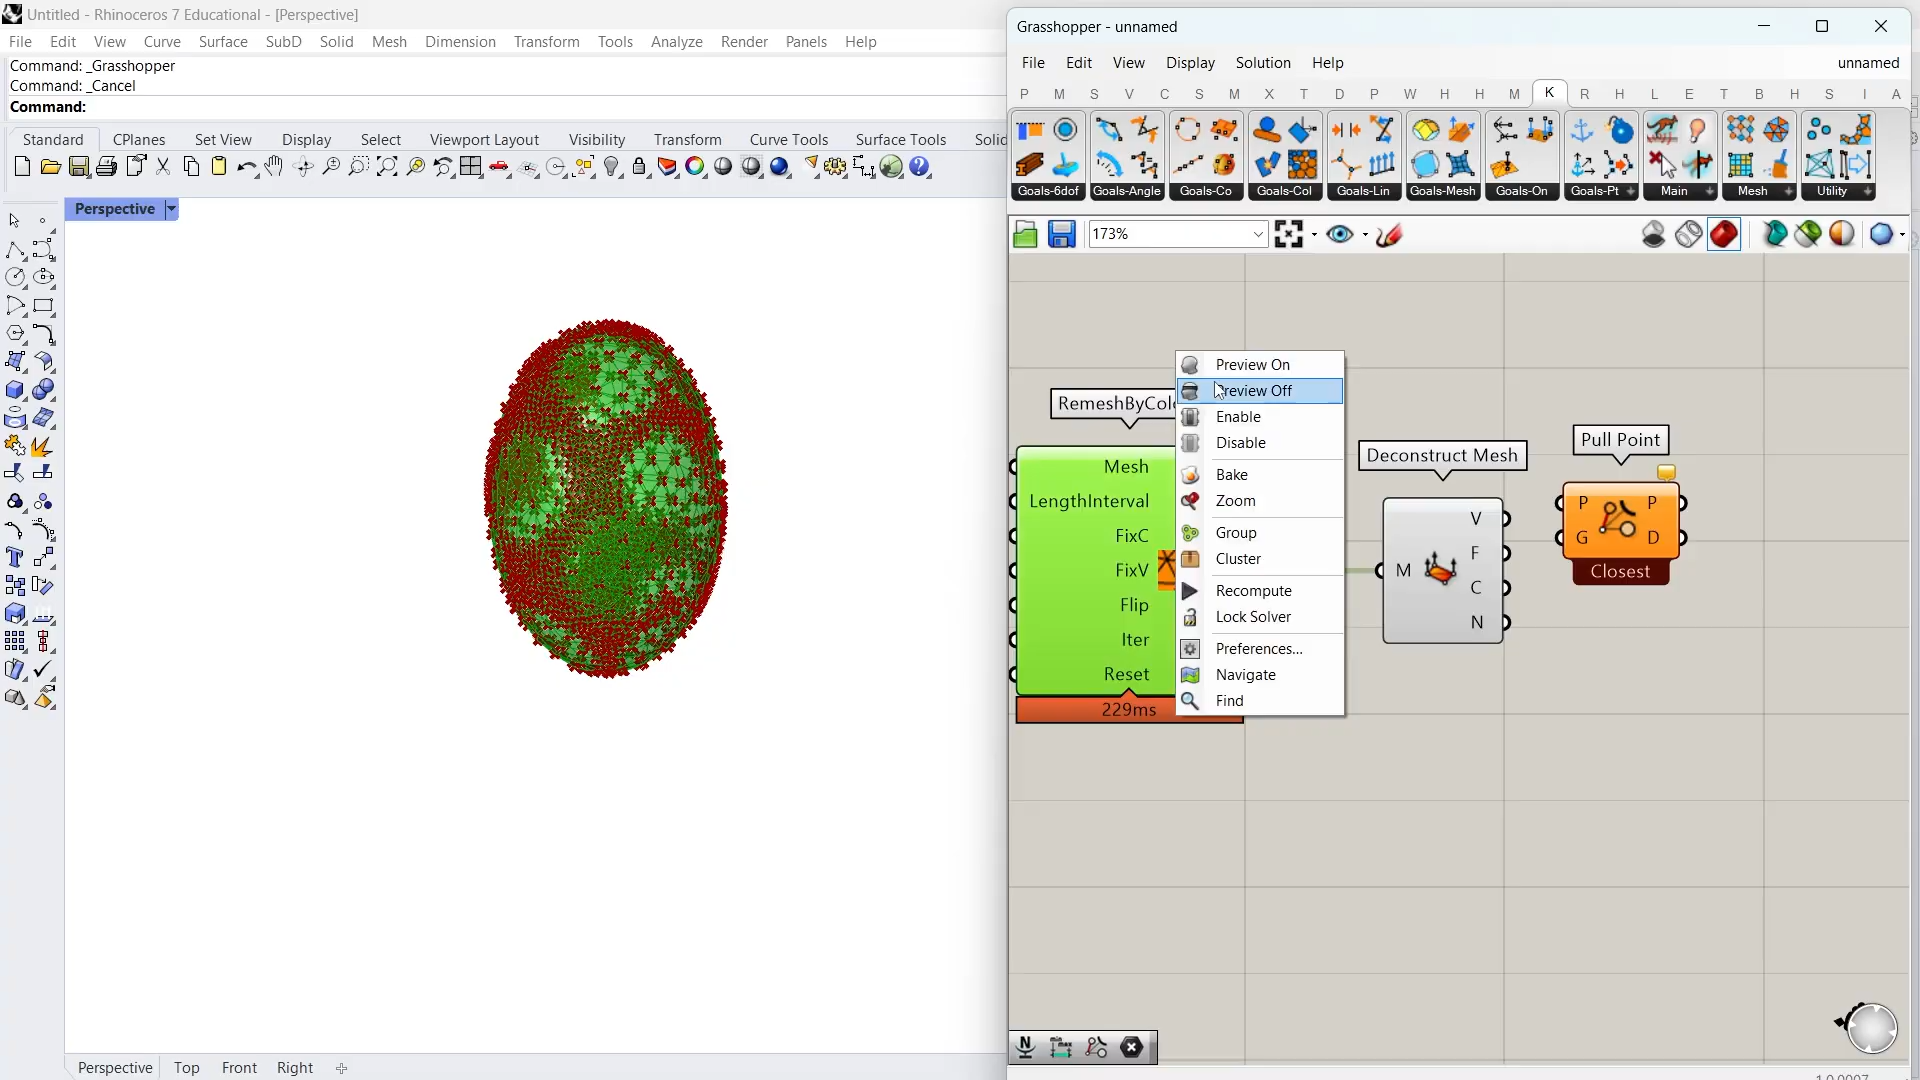 Untitled - Rhinoceros 7 Educational - [Perspective]
File Edit View Curve Surface SubD Solid Mesh Dimension Transform Tools Analyze Render Panels Help
Command: _Grasshopper
Command: _Cancel
Command:
Standard CPlanes Set View Display Select Viewport Layout Visibility Transform Curve Tools Surface Tools Solid
Perspective
Perspective Top Front Right
Grasshopper - unnamed
File Edit View Display Solution Help unnamed
P M S V C S M X T D P W H H M K R H L E T B H S I A
Goals-6dof Goals-Angle Goals-Co Goals-Col Goals-Lin Goals-Mesh Goals-On Goals-Pt Main Mesh Utility
173%
RemeshByColo
Mesh
LengthInterval
FixC
FixV
Flip
Iter
Reset
229ms
Preview On
Preview Off
Enable
Disable
Bake
Zoom
Group
Cluster
Recompute
Lock Solver
Preferences...
Navigate
Find
Deconstruct Mesh
M
V
F
C
N
Pull Point
P P
G D
Closest
1.0.0007